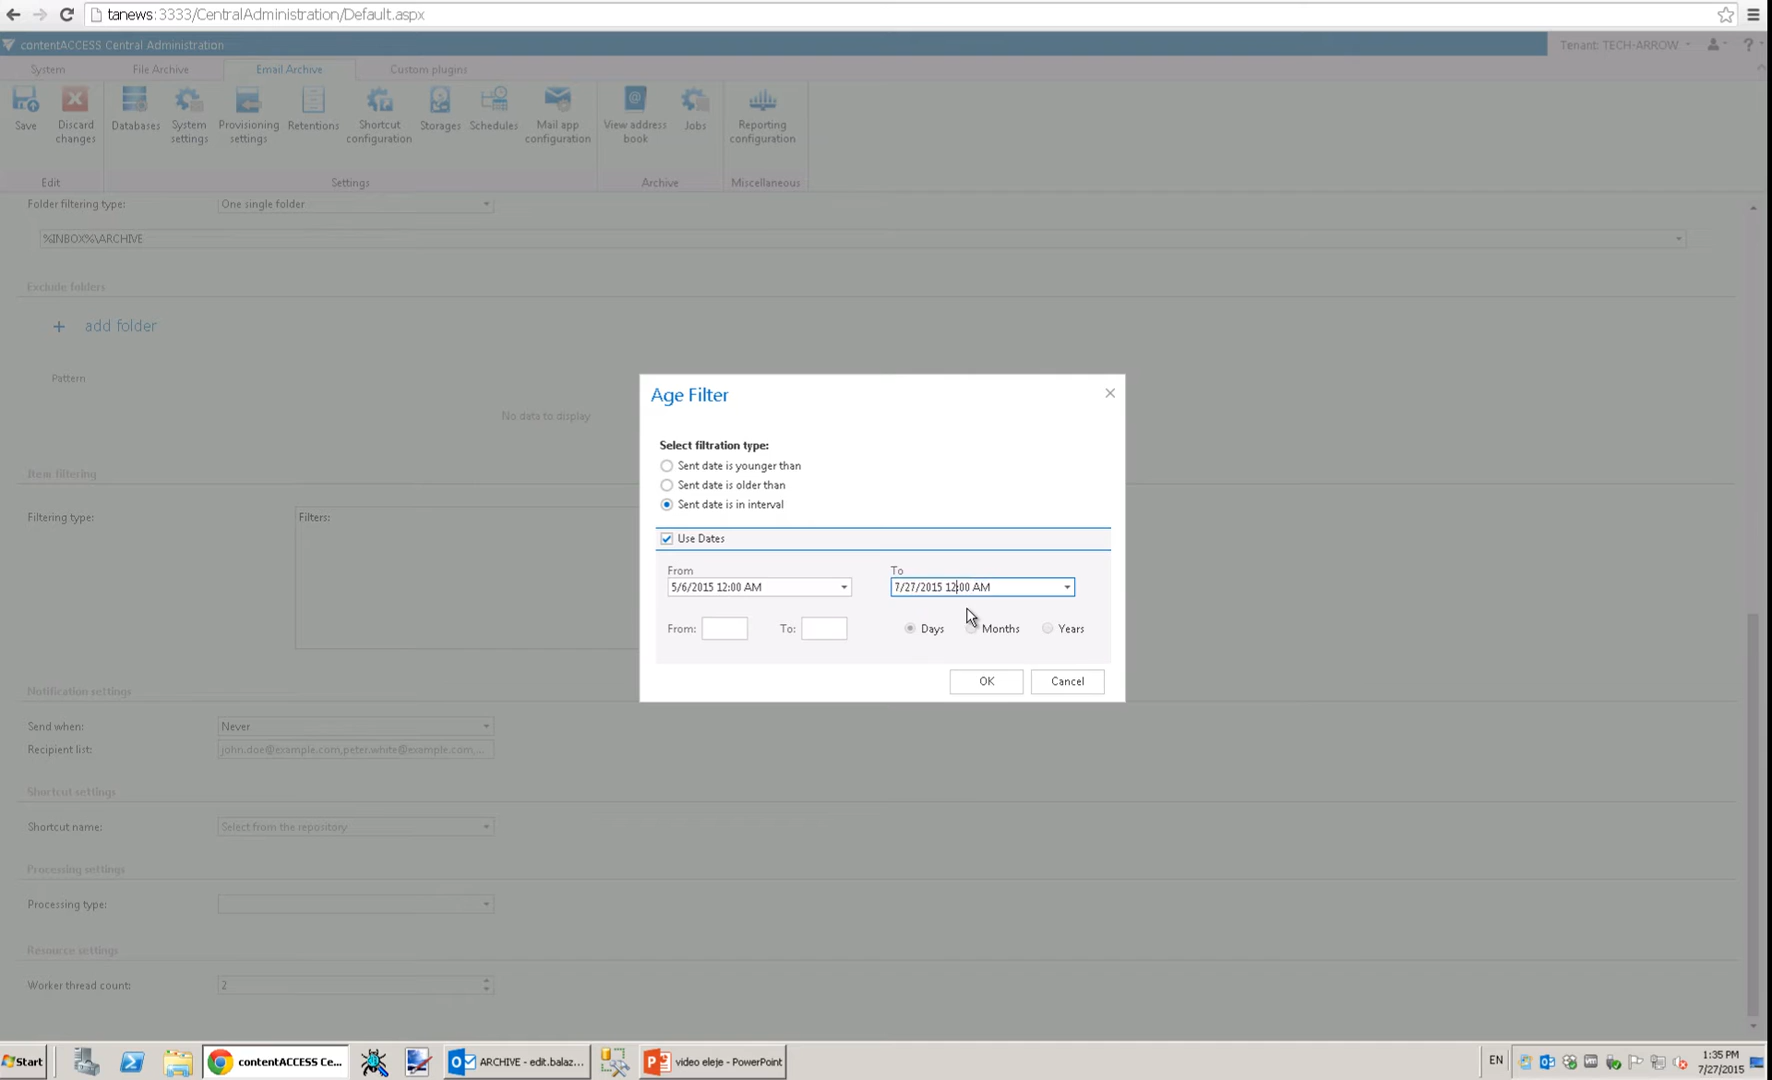 tanews:3333/CentralAdministration/Default.aspx
contentACCESS Central Administration
Tenant: TECH-ARROW
?
System
File Archive
Email Archive
Custom plugins
Save
Discard changes
Databases
System settings
Provisioning settings
Retentions
Shortcut configuration
Storages
Schedules
Mail app configuration
View address book
Jobs
Reporting configuration
Edit
Settings
Archive
Miscellaneous
Folder filtering type:
One single folder
%INBOX%\ARCHIVE
Exclude folders
+ add folder
Pattern
No data to display
Item filtering
Filtering type:
Filters:
Age Filter
Select filtration type:
Sent date is younger than
Sent date is older than
Sent date is in interval
Use Dates
From
To
5/6/2015 12:00 AM
7/27/2015 12:00 AM
From:
To:
Days
Months
Years
OK
Cancel
Notification settings
Send when:
Never
Recipient list:
john.doe@example.com,peter.white@example.com,...
Shortcut settings
Shortcut name:
Select from the repository
Processing settings
Processing type:
Resource settings
Worker thread count:
2
Start
contentACCESS Ce...
ARCHIVE - edit.balaz...
video eleje - PowerPoint
EN
1:35 PM
7/27/2015